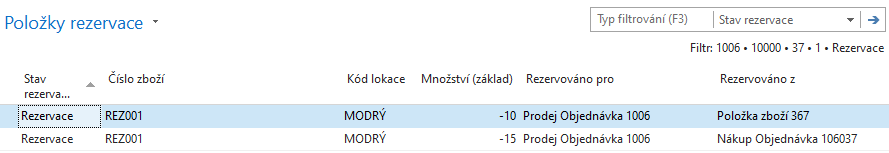 Položky rezervace
Typ filtrování (F3) Stav rezervace
Filtr: 1006 • 10000 • 37 • 1 • Rezervace
Stav rezerva... Číslo zboží Kód lokace Množství (základ) Rezervováno pro Rezervováno z
Rezervace REZ001 MODRÝ -10 Prodej Objednávka 1006 Položka zboží 367
Rezervace REZ001 MODRÝ -15 Prodej Objednávka 1006 Nákup Objednávka 106037